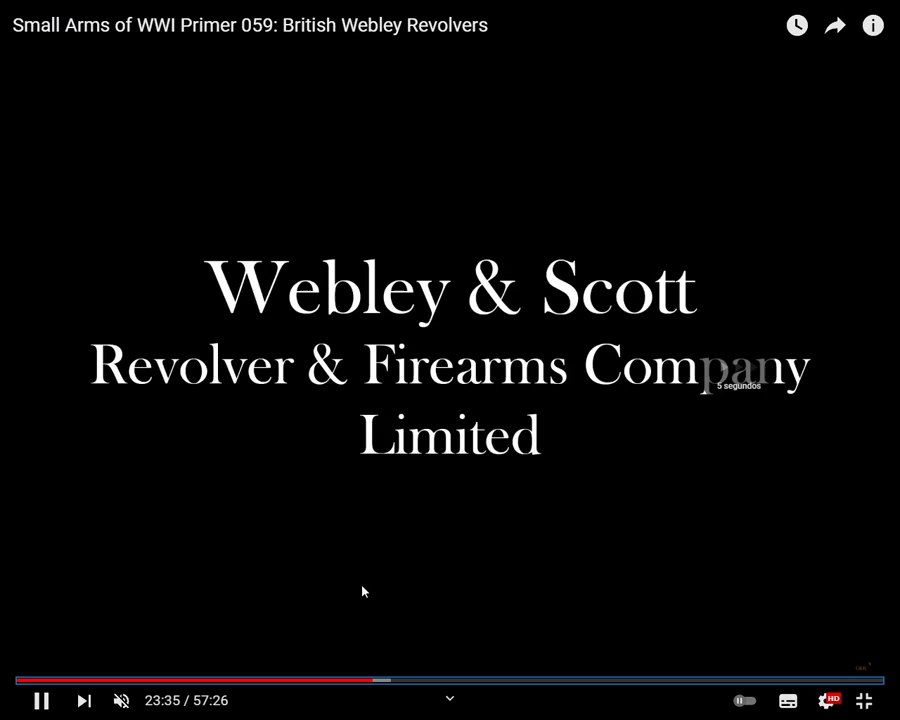 Small Arms of WWI Primer 059: British Webley Revolvers
Webley & Scott
Revolver & Firearms Company
5 segundos
Limited
23:35 / 57:26
HD